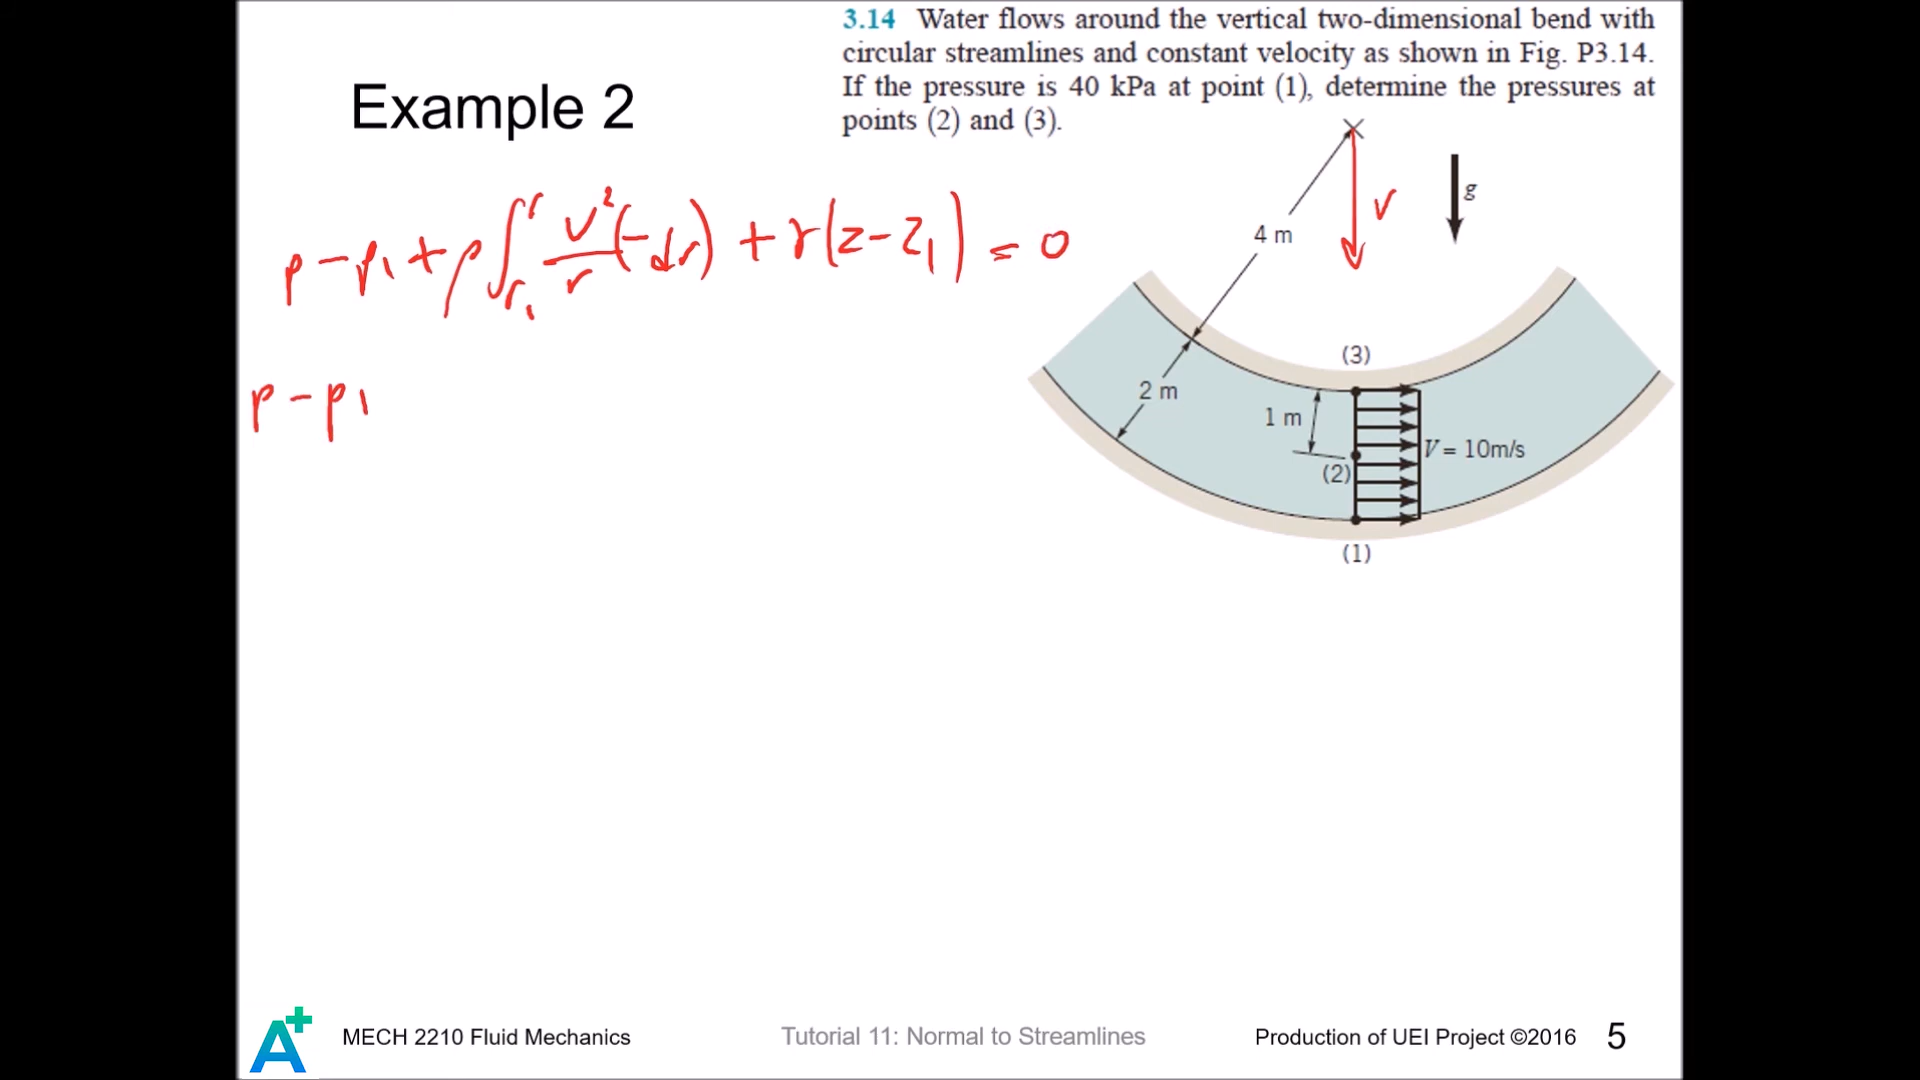 3.14 Water flows around the vertical two-dimensional bend with
circular streamlines and constant velocity as shown in Fig. P3.14.
If the pressure is 40 kPa at point (1), determine the pressures at
points (2) and (3).
Example 2
p - p₁ + ρ ∫_{r₁}^{r} V²/r (-dr) + γ(z - z₁) = 0
p - p₁
r
g
4 m
(3)
2 m
1 m
V = 10m/s
(2)
(1)
A+
MECH 2210 Fluid Mechanics
Tutorial 11: Normal to Streamlines
Production of UEI Project ©2016
5